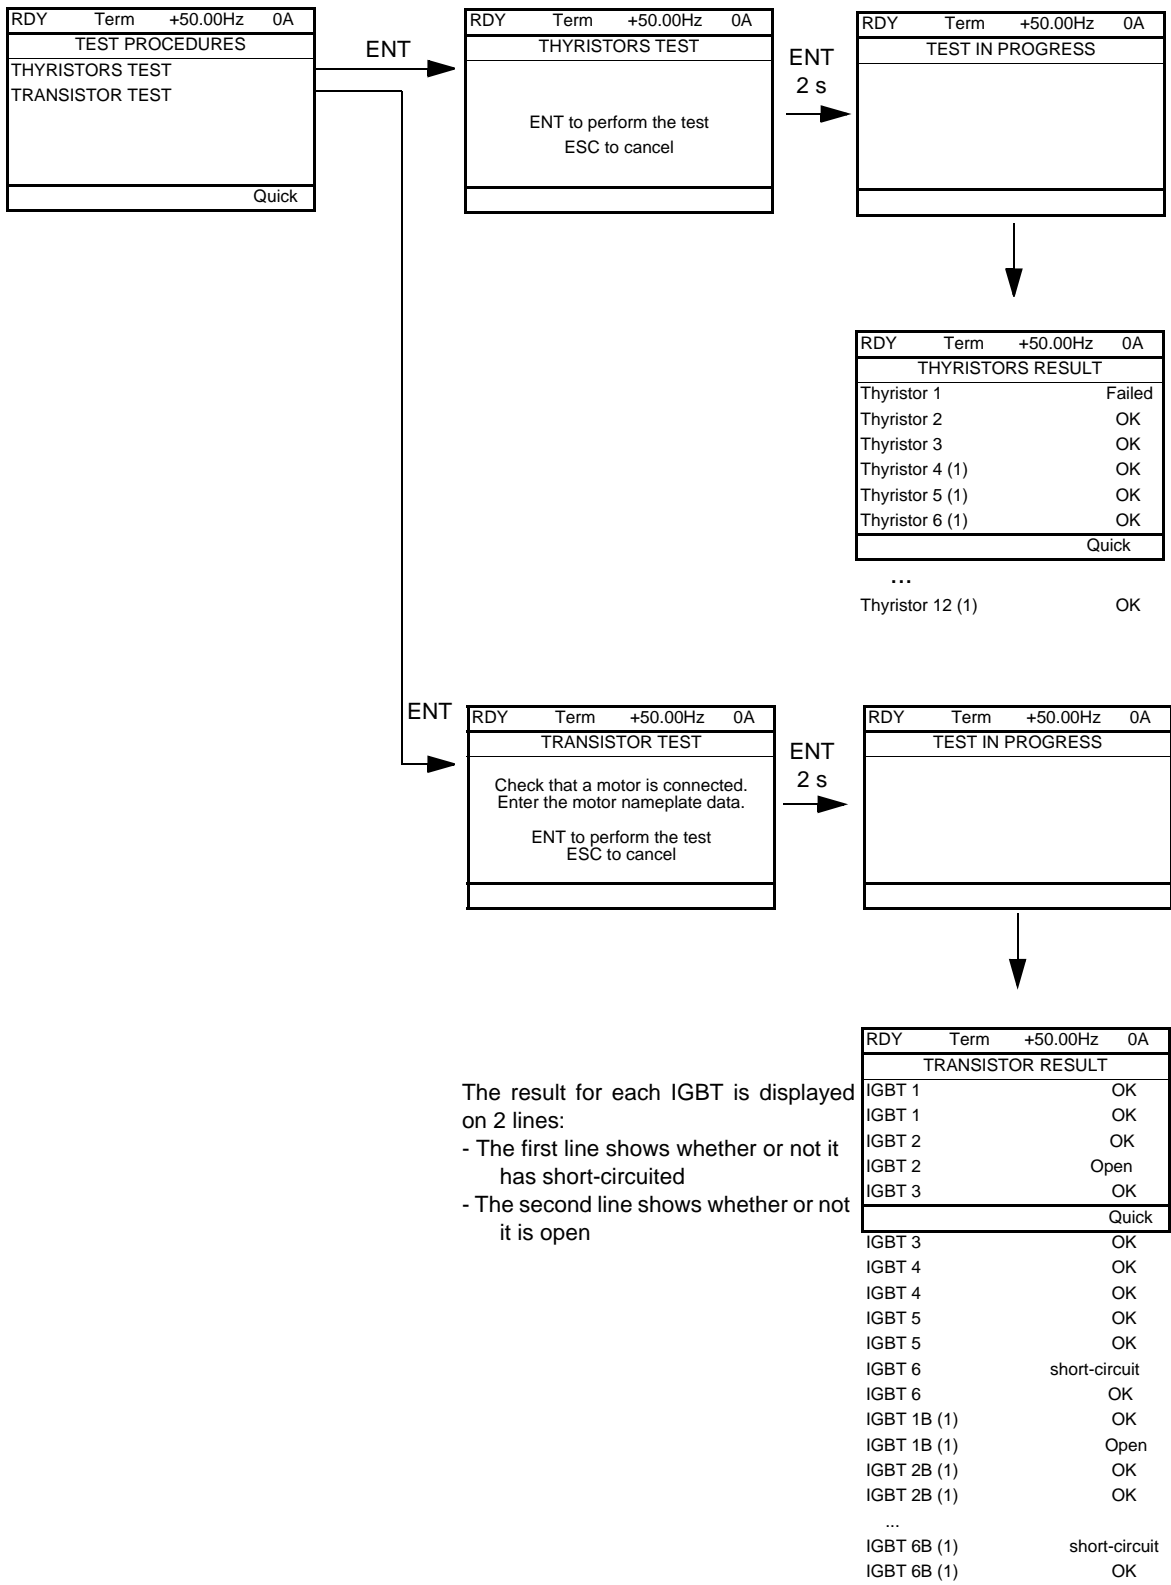 RDY Term +50.00Hz 0A
TEST PROCEDURES
THYRISTORS TEST
TRANSISTOR TEST
Quick
ENT
RDY Term +50.00Hz 0A
THYRISTORS TEST
ENT to perform the test
ESC to cancel
ENT
2 s
RDY Term +50.00Hz 0A
TEST IN PROGRESS
RDY Term +50.00Hz 0A
THYRISTORS RESULT
Thyristor 1 Failed
Thyristor 2 OK
Thyristor 3 OK
Thyristor 4 (1) OK
Thyristor 5 (1) OK
Thyristor 6 (1) OK
Quick
...
Thyristor 12 (1) OK
ENT
RDY Term +50.00Hz 0A
TRANSISTOR TEST
Check that a motor is connected.
Enter the motor nameplate data.
ENT to perform the test
ESC to cancel
ENT
2 s
RDY Term +50.00Hz 0A
TEST IN PROGRESS
The result for each IGBT is displayed
on 2 lines:
- The first line shows whether or not it
has short-circuited
- The second line shows whether or not
it is open
RDY Term +50.00Hz 0A
TRANSISTOR RESULT
IGBT 1 OK
IGBT 1 OK
IGBT 2 OK
IGBT 2 Open
IGBT 3 OK
Quick
IGBT 3 OK
IGBT 4 OK
IGBT 4 OK
IGBT 5 OK
IGBT 5 OK
IGBT 6 short-circuit
IGBT 6 OK
IGBT 1B (1) OK
IGBT 1B (1) Open
IGBT 2B (1) OK
IGBT 2B (1) OK
...
IGBT 6B (1) short-circuit
IGBT 6B (1) OK